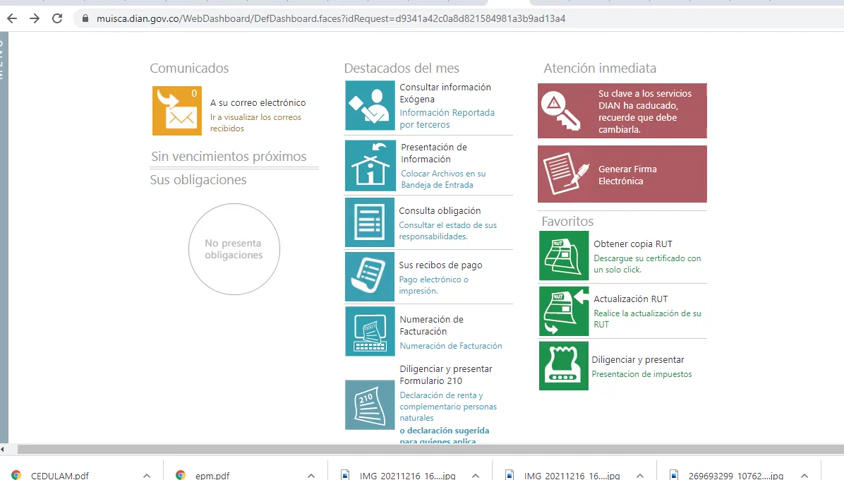 muisca.dian.gov.co/WebDashboard/DefDashboard.faces?idRequest=d9341a42c0a8d821584981a3b9ad13a4
MENU
Comunicados
0
A su correo electrónico
Ir a visualizar los correos
recibidos
Sin vencimientos próximos
Sus obligaciones
No presenta
obligaciones
Destacados del mes
Consultar información
Exógena
Información Reportada
por terceros
Presentación de
Información
Colocar Archivos en su
Bandeja de Entrada
Consulta obligación
Consultar el estado de sus
responsabilidades.
Sus recibos de pago
Pago electrónico o
impresión.
Numeración de
Facturación
Numeración de Facturación
Diligenciar y presentar
Formulario 210
210
Declaración de renta y
complementario personas
naturales
o declaración sugerida
para quienes aplica
Atención inmediata
Su clave a los servicios
DIAN ha caducado,
recuerde que debe
cambiarla.
Generar Firma
Electrónica
Favoritos
RUT
Obtener copia RUT
Descargue su certificado con
un solo click.
RUT
Actualización RUT
Realice la actualización de su
RUT
Diligenciar y presentar
Presentacion de impuestos
CEDULAM.pdf
epm.pdf
IMG_20211216_16....jpg
IMG_20211216_16....jpg
269693299_10762....jpg